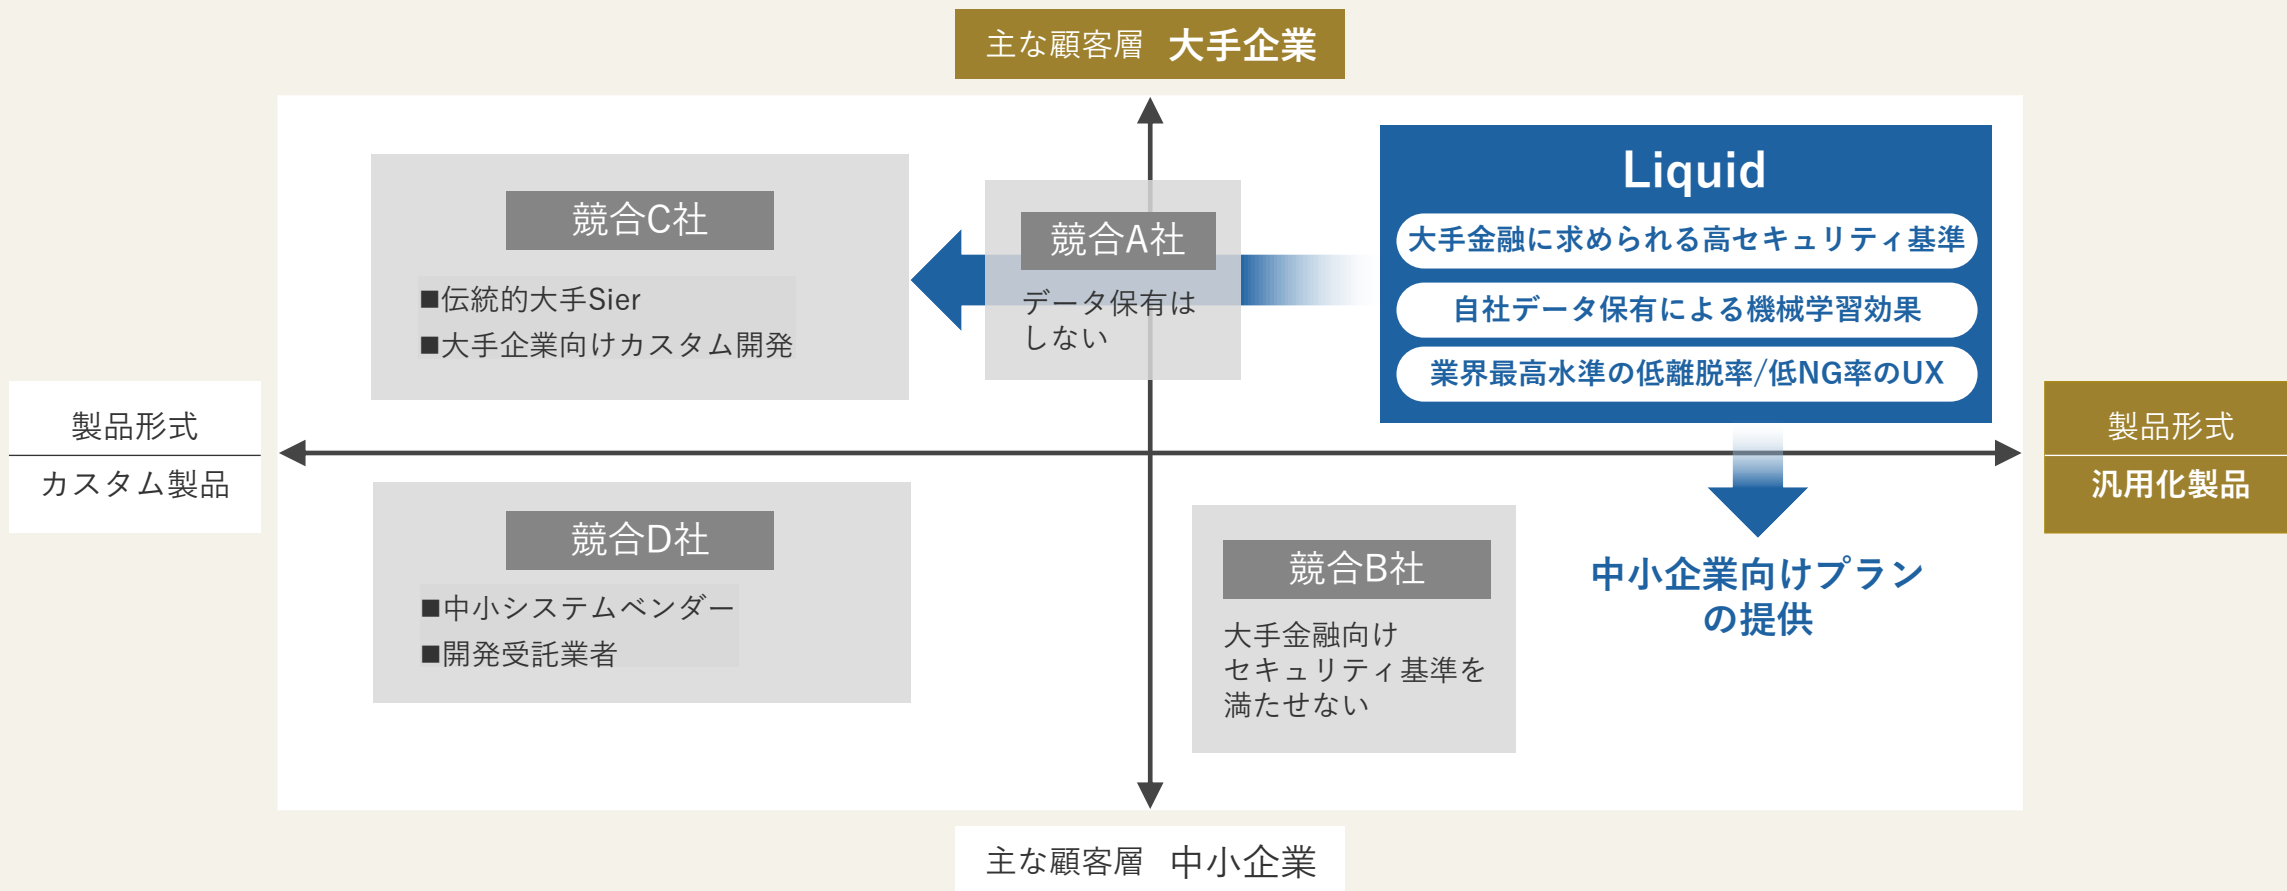 主な顧客層 大手企業
競合C社
■伝統的大手Sier
■大手企業向けカスタム開発
競合A社
データ保有は
しない
Liquid
大手金融に求められる高セキュリティ基準
自社データ保有による機械学習効果
業界最高水準の低離脱率/低NG率のUX
製品形式
カスタム製品
製品形式
汎用化製品
競合D社
■中小システムベンダー
■開発受託業者
競合B社
大手金融向け
セキュリティ基準を
満たせない
中小企業向けプラン
の提供
主な顧客層 中小企業